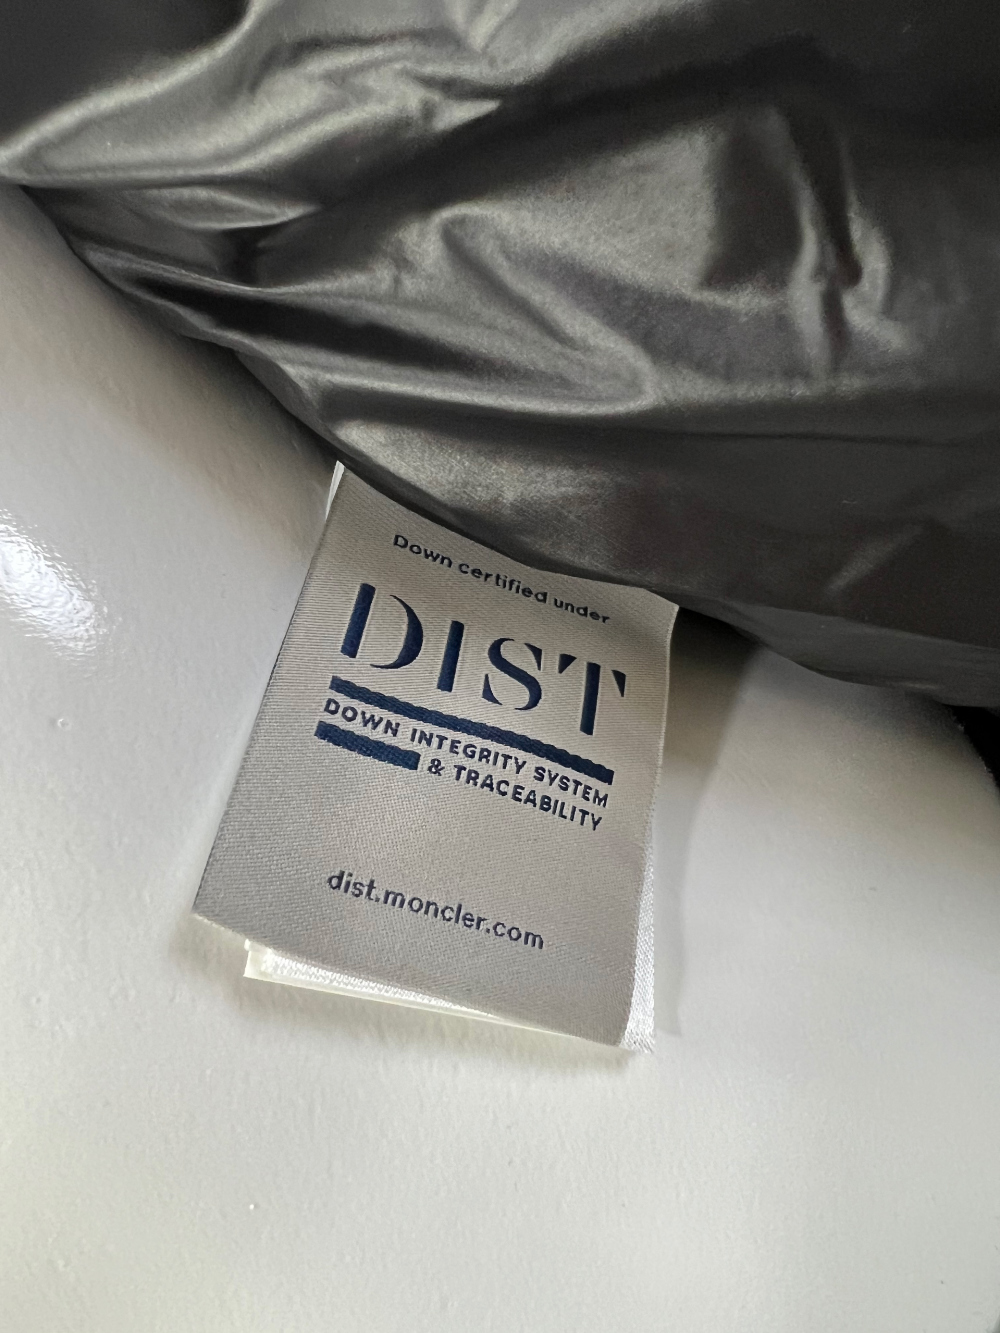 Down certified under
DIST
DOWN INTEGRITY SYSTEM
& TRACEABILITY
dist.moncler.com